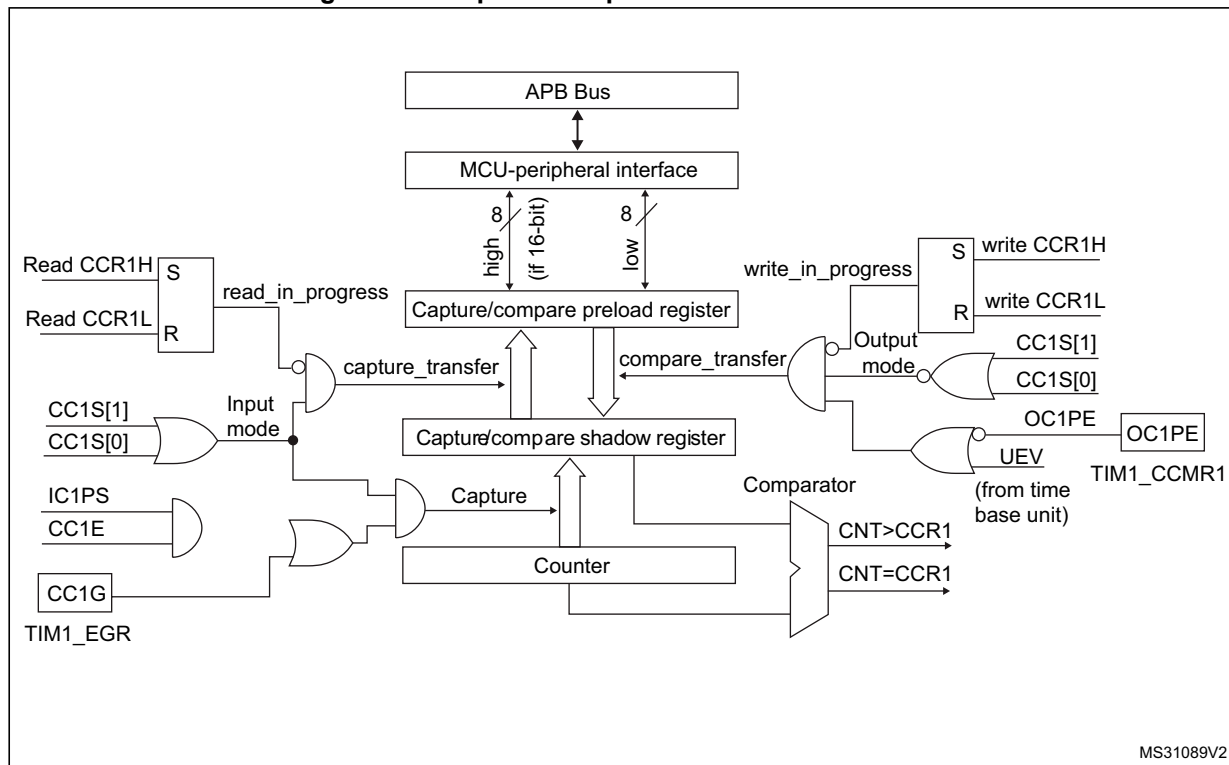 APB Bus
MCU-peripheral interface
8
high
(if 16-bit)
8
low
Read CCR1H
S
read_in_progress
Read CCR1L
R
write_in_progress
S
write CCR1H
R
write CCR1L
Capture/compare preload register
capture_transfer
compare_transfer
Output
mode
CC1S[1]
CC1S[0]
CC1S[1]
CC1S[0]
Input
mode
Capture/compare shadow register
OC1PE
OC1PE
UEV
TIM1_CCMR1
(from time
base unit)
IC1PS
CC1E
Capture
Comparator
CNT>CCR1
CNT=CCR1
Counter
CC1G
TIM1_EGR
MS31089V2